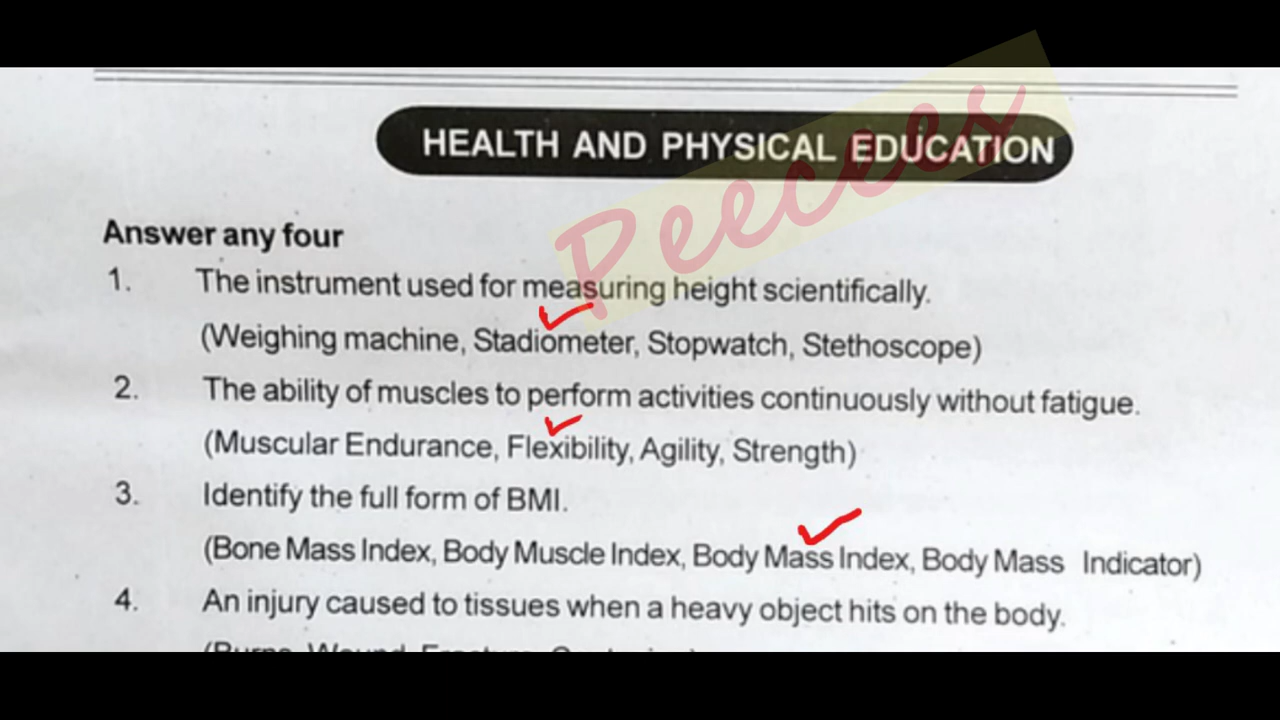 HEALTH AND PHYSICAL EDUCATION
Peecees
Answer any four
1. The instrument used for measuring height scientifically.
(Weighing machine, Stadiometer, Stopwatch, Stethoscope)
2. The ability of muscles to perform activities continuously without fatigue.
(Muscular Endurance, Flexibility, Agility, Strength)
3. Identify the full form of BMI.
(Bone Mass Index, Body Muscle Index, Body Mass Index, Body Mass Indicator)
4. An injury caused to tissues when a heavy object hits on the body.